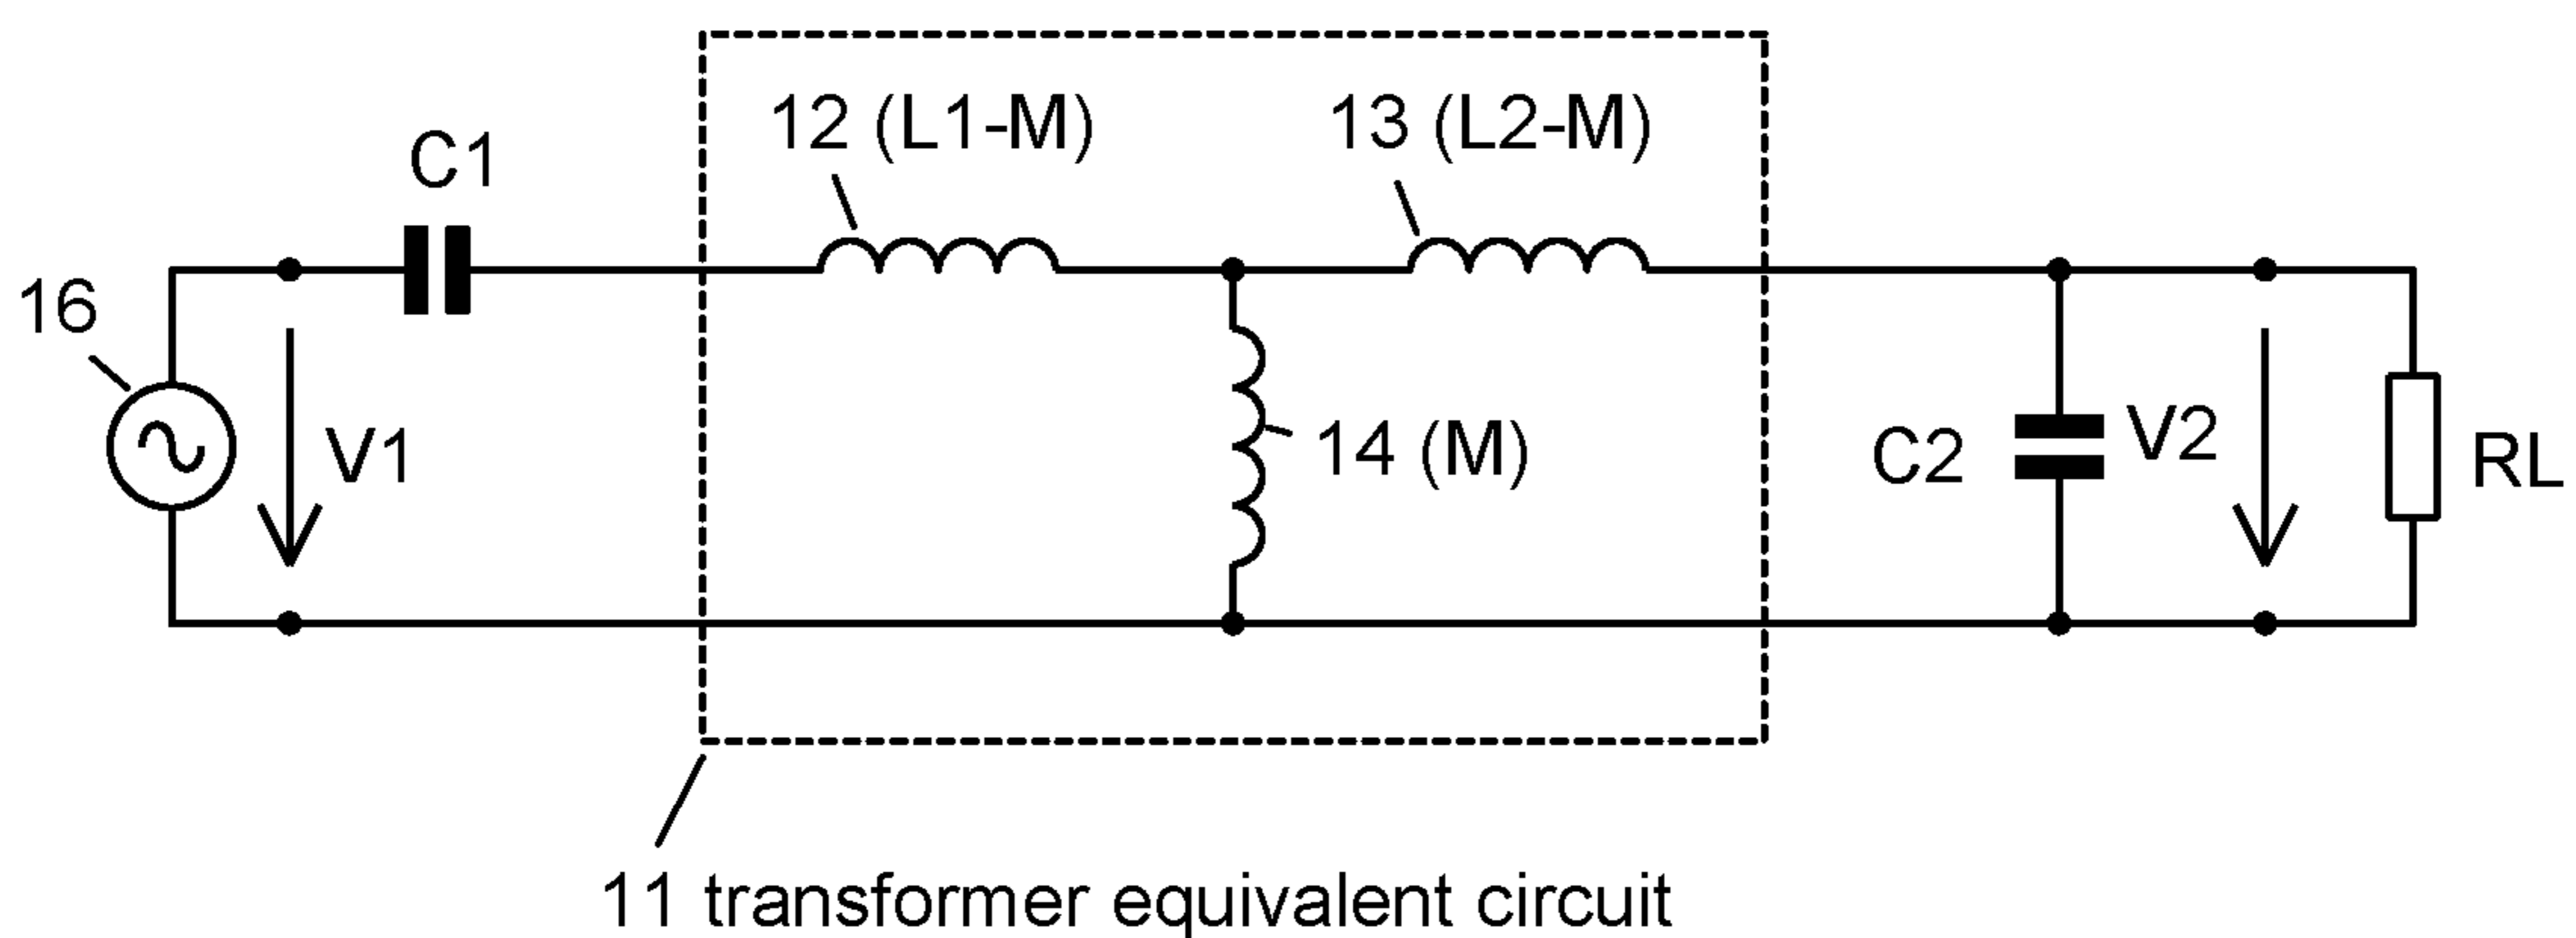 12 (L1-M)
13 (L2-M)
C1
16
V1
14 (M)
C2
V2
RL
11 transformer equivalent circuit